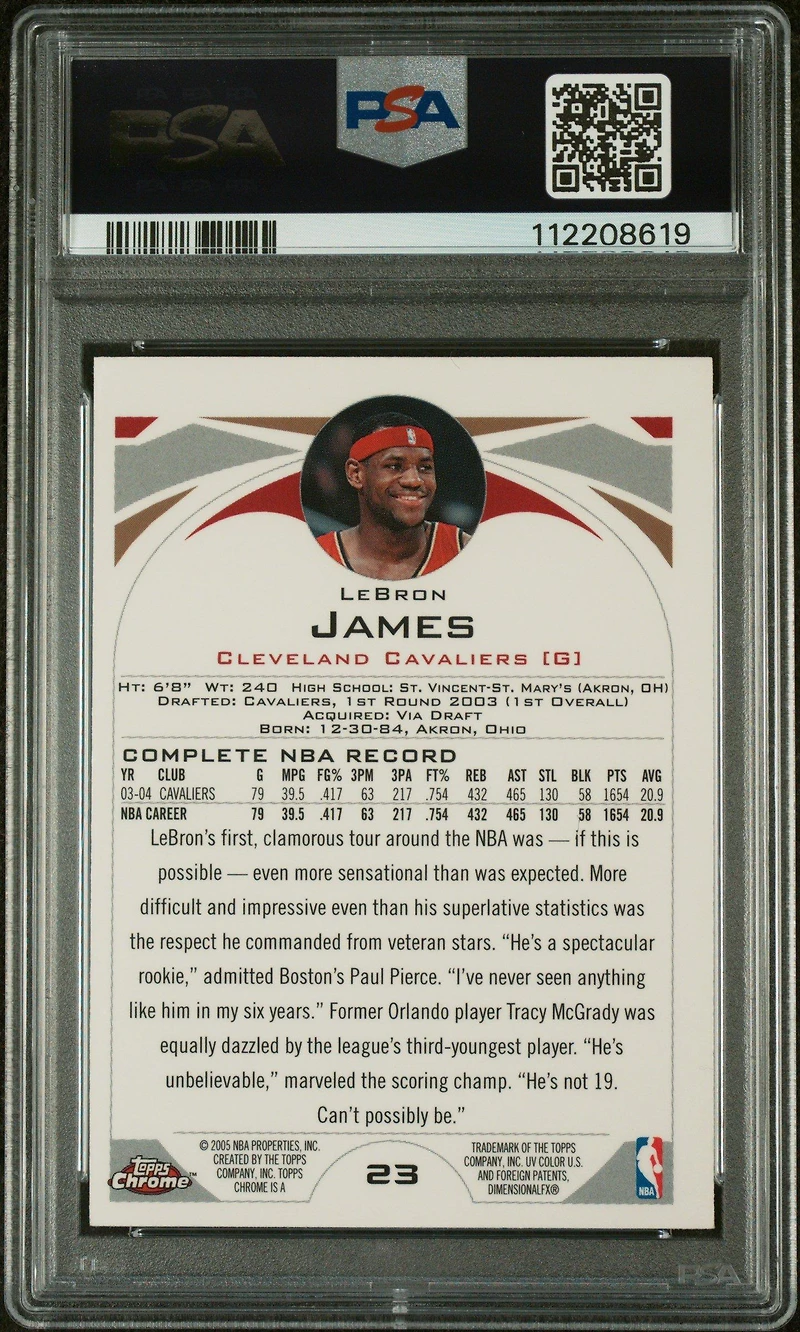 PSA
PSA
112208619
LEBRON
JAMES
CLEVELAND CAVALIERS [G]
HT: 6'8" WT: 240 HIGH SCHOOL: ST. VINCENT-ST. MARY'S (AKRON, OH)
DRAFTED: CAVALIERS, 1ST ROUND 2003 (1ST OVERALL)
ACQUIRED: VIA DRAFT
BORN: 12-30-84, AKRON, OHIO
COMPLETE NBA RECORD
YR CLUB G MPG FG% 3PM 3PA FT% REB AST STL BLK PTS AVG
03-04 CAVALIERS 79 39.5 .417 63 217 .754 432 465 130 58 1654 20.9
NBA CAREER 79 39.5 .417 63 217 .754 432 465 130 58 1654 20.9
LeBron's first, clamorous tour around the NBA was — if this is
possible — even more sensational than was expected. More
difficult and impressive even than his superlative statistics was
the respect he commanded from veteran stars. "He's a spectacular
rookie," admitted Boston's Paul Pierce. "I've never seen anything
like him in my six years." Former Orlando player Tracy McGrady was
equally dazzled by the league's third-youngest player. "He's
unbelievable," marveled the scoring champ. "He's not 19.
Can't possibly be."
Topps
Chrome™
© 2005 NBA PROPERTIES, INC.
CREATED BY THE TOPPS
COMPANY, INC. TOPPS
CHROME IS A
23
TRADEMARK OF THE TOPPS
COMPANY, INC. UV COLOR U.S.
AND FOREIGN PATENTS,
DIMENSIONALFX®
NBA
PSA